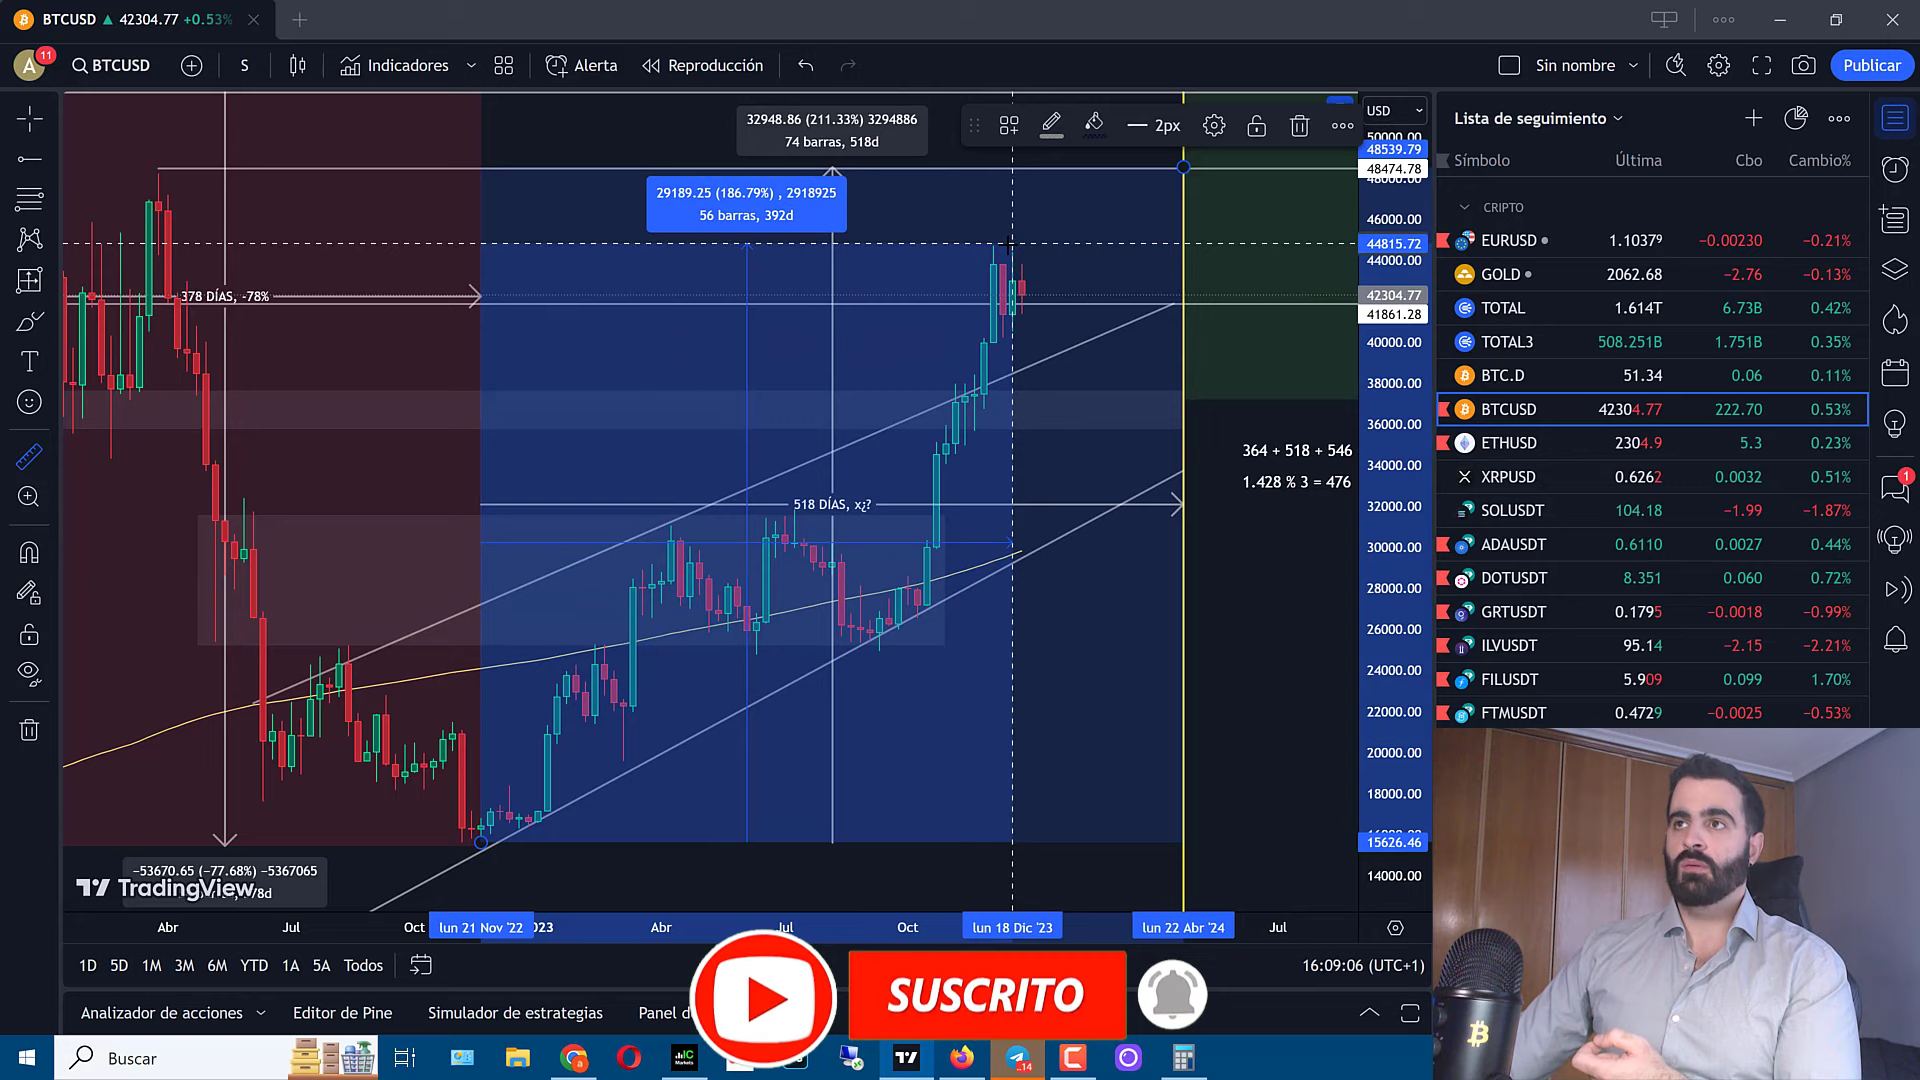 BTCUSD ▲ 42304.77 +0.53%
A 11 BTCUSD S Indicadores Alerta Reproducción Sin nombre Publicar
32948.86 (211.33%) 3294886
74 barras, 518d
2px
29189.25 (186.79%) , 2918925
56 barras, 392d
378 DÍAS, -78%
518 DÍAS, x¿?
364 + 518 + 546
1.428 % 3 = 476
−53670.65 (−77.68%) −5367065
TradingView
USD
50000.00
48539.79
48474.78
48000.00
46000.00
44815.72
44000.00
42304.77
41861.28
40000.00
38000.00
36000.00
34000.00
32000.00
30000.00
28000.00
26000.00
24000.00
22000.00
20000.00
18000.00
15626.46
14000.00
Abr Jul Oct lun 21 Nov '22 Abr Jul Oct lun 18 Dic '23 lun 22 Abr '24 Jul
1D 5D 1M 3M 6M YTD 1A 5A Todos 16:09:06 (UTC+1)
Analizador de acciones Editor de Pine Simulador de estrategias Panel d
SUSCRITO
Lista de seguimiento
Símbolo Última Cbo Cambio%
CRIPTO
EURUSD 1.10379 −0.00230 −0.21%
GOLD 2062.68 −2.76 −0.13%
TOTAL 1.614T 6.73B 0.42%
TOTAL3 508.251B 1.751B 0.35%
BTC.D 51.34 0.06 0.11%
BTCUSD 42304.77 222.70 0.53%
ETHUSD 2304.9 5.3 0.23%
XRPUSD 0.6262 0.0032 0.51%
SOLUSDT 104.18 −1.99 −1.87%
ADAUSDT 0.6110 0.0027 0.44%
DOTUSDT 8.351 0.060 0.72%
GRTUSDT 0.1795 −0.0018 −0.99%
ILVUSDT 95.14 −2.15 −2.21%
FILUSDT 5.909 0.099 1.70%
FTMUSDT 0.4729 −0.0025 −0.53%
1
Buscar